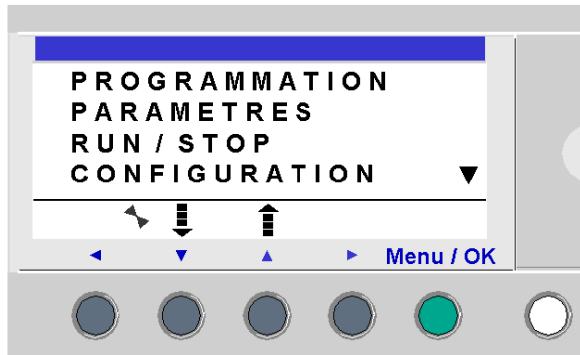 PROGRAMMATION
PARAMETRES
RUN / STOP
CONFIGURATION
Menu / OK